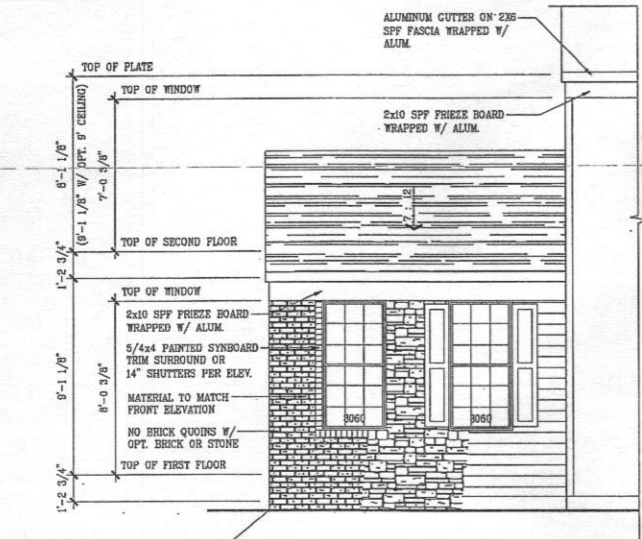 ALUMINUM GUTTER ON 2X6
SPF FASCIA WRAPPED W/
ALUM.
TOP OF PLATE
TOP OF WINDOW
2x10 SPF FRIEZE BOARD
WRAPPED W/ ALUM.
8'-1 1/8"
(9'-1 1/8" W/ OPT. 9' CEILING)
7'-0 3/8"
7 : 12
TOP OF SECOND FLOOR
1'-2 3/4"
TOP OF WINDOW
2x10 SPF FRIEZE BOARD
WRAPPED W/ ALUM.
5/4x4 PAINTED SYNBOARD
TRIM SURROUND OR
14" SHUTTERS PER ELEV.
9'-1 1/8"
8'-0 3/8"
MATERIAL TO MATCH
FRONT ELEVATION
3060
3060
NO BRICK QUOINS W/
OPT. BRICK OR STONE
TOP OF FIRST FLOOR
1'-2 3/4"